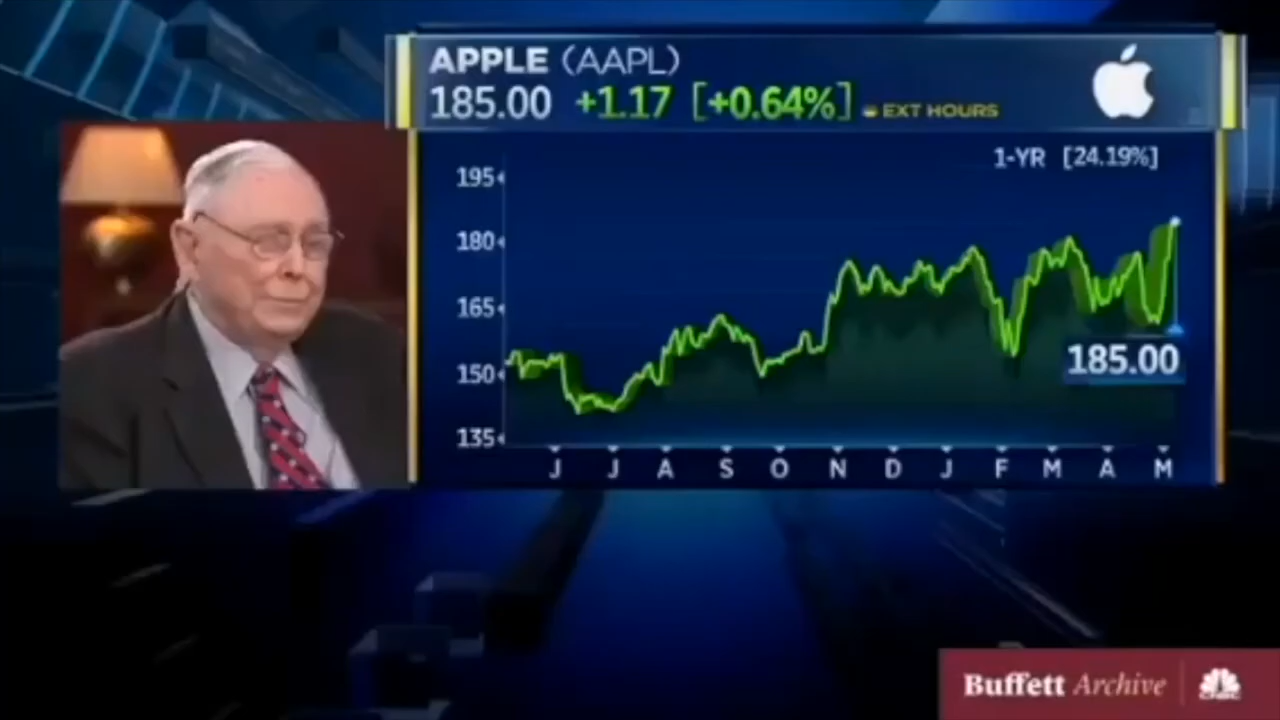 APPLE (AAPL)
185.00 +1.17 [+0.64%] EXT HOURS
1-YR [24.19%]
195
180
165
150
135
185.00
J J A S O N D J F M A M
Buffett Archive
CNBC